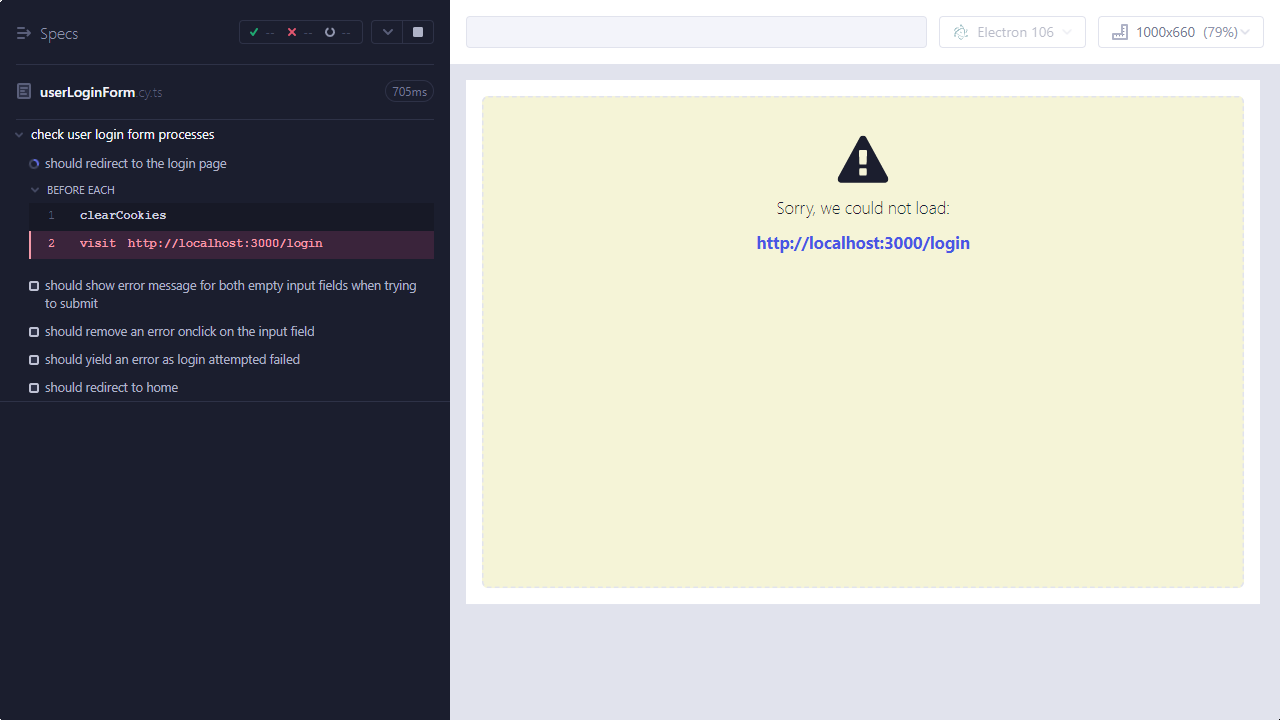 Specs
-- -- --
Electron 106
1000x660 (79%)
userLoginForm.cy.ts
705ms
check user login form processes
should redirect to the login page
BEFORE EACH
1 clearCookies
2 visit http://localhost:3000/login
should show error message for both empty input fields when trying
to submit
should remove an error onclick on the input field
should yield an error as login attempted failed
should redirect to home
Sorry, we could not load:
http://localhost:3000/login